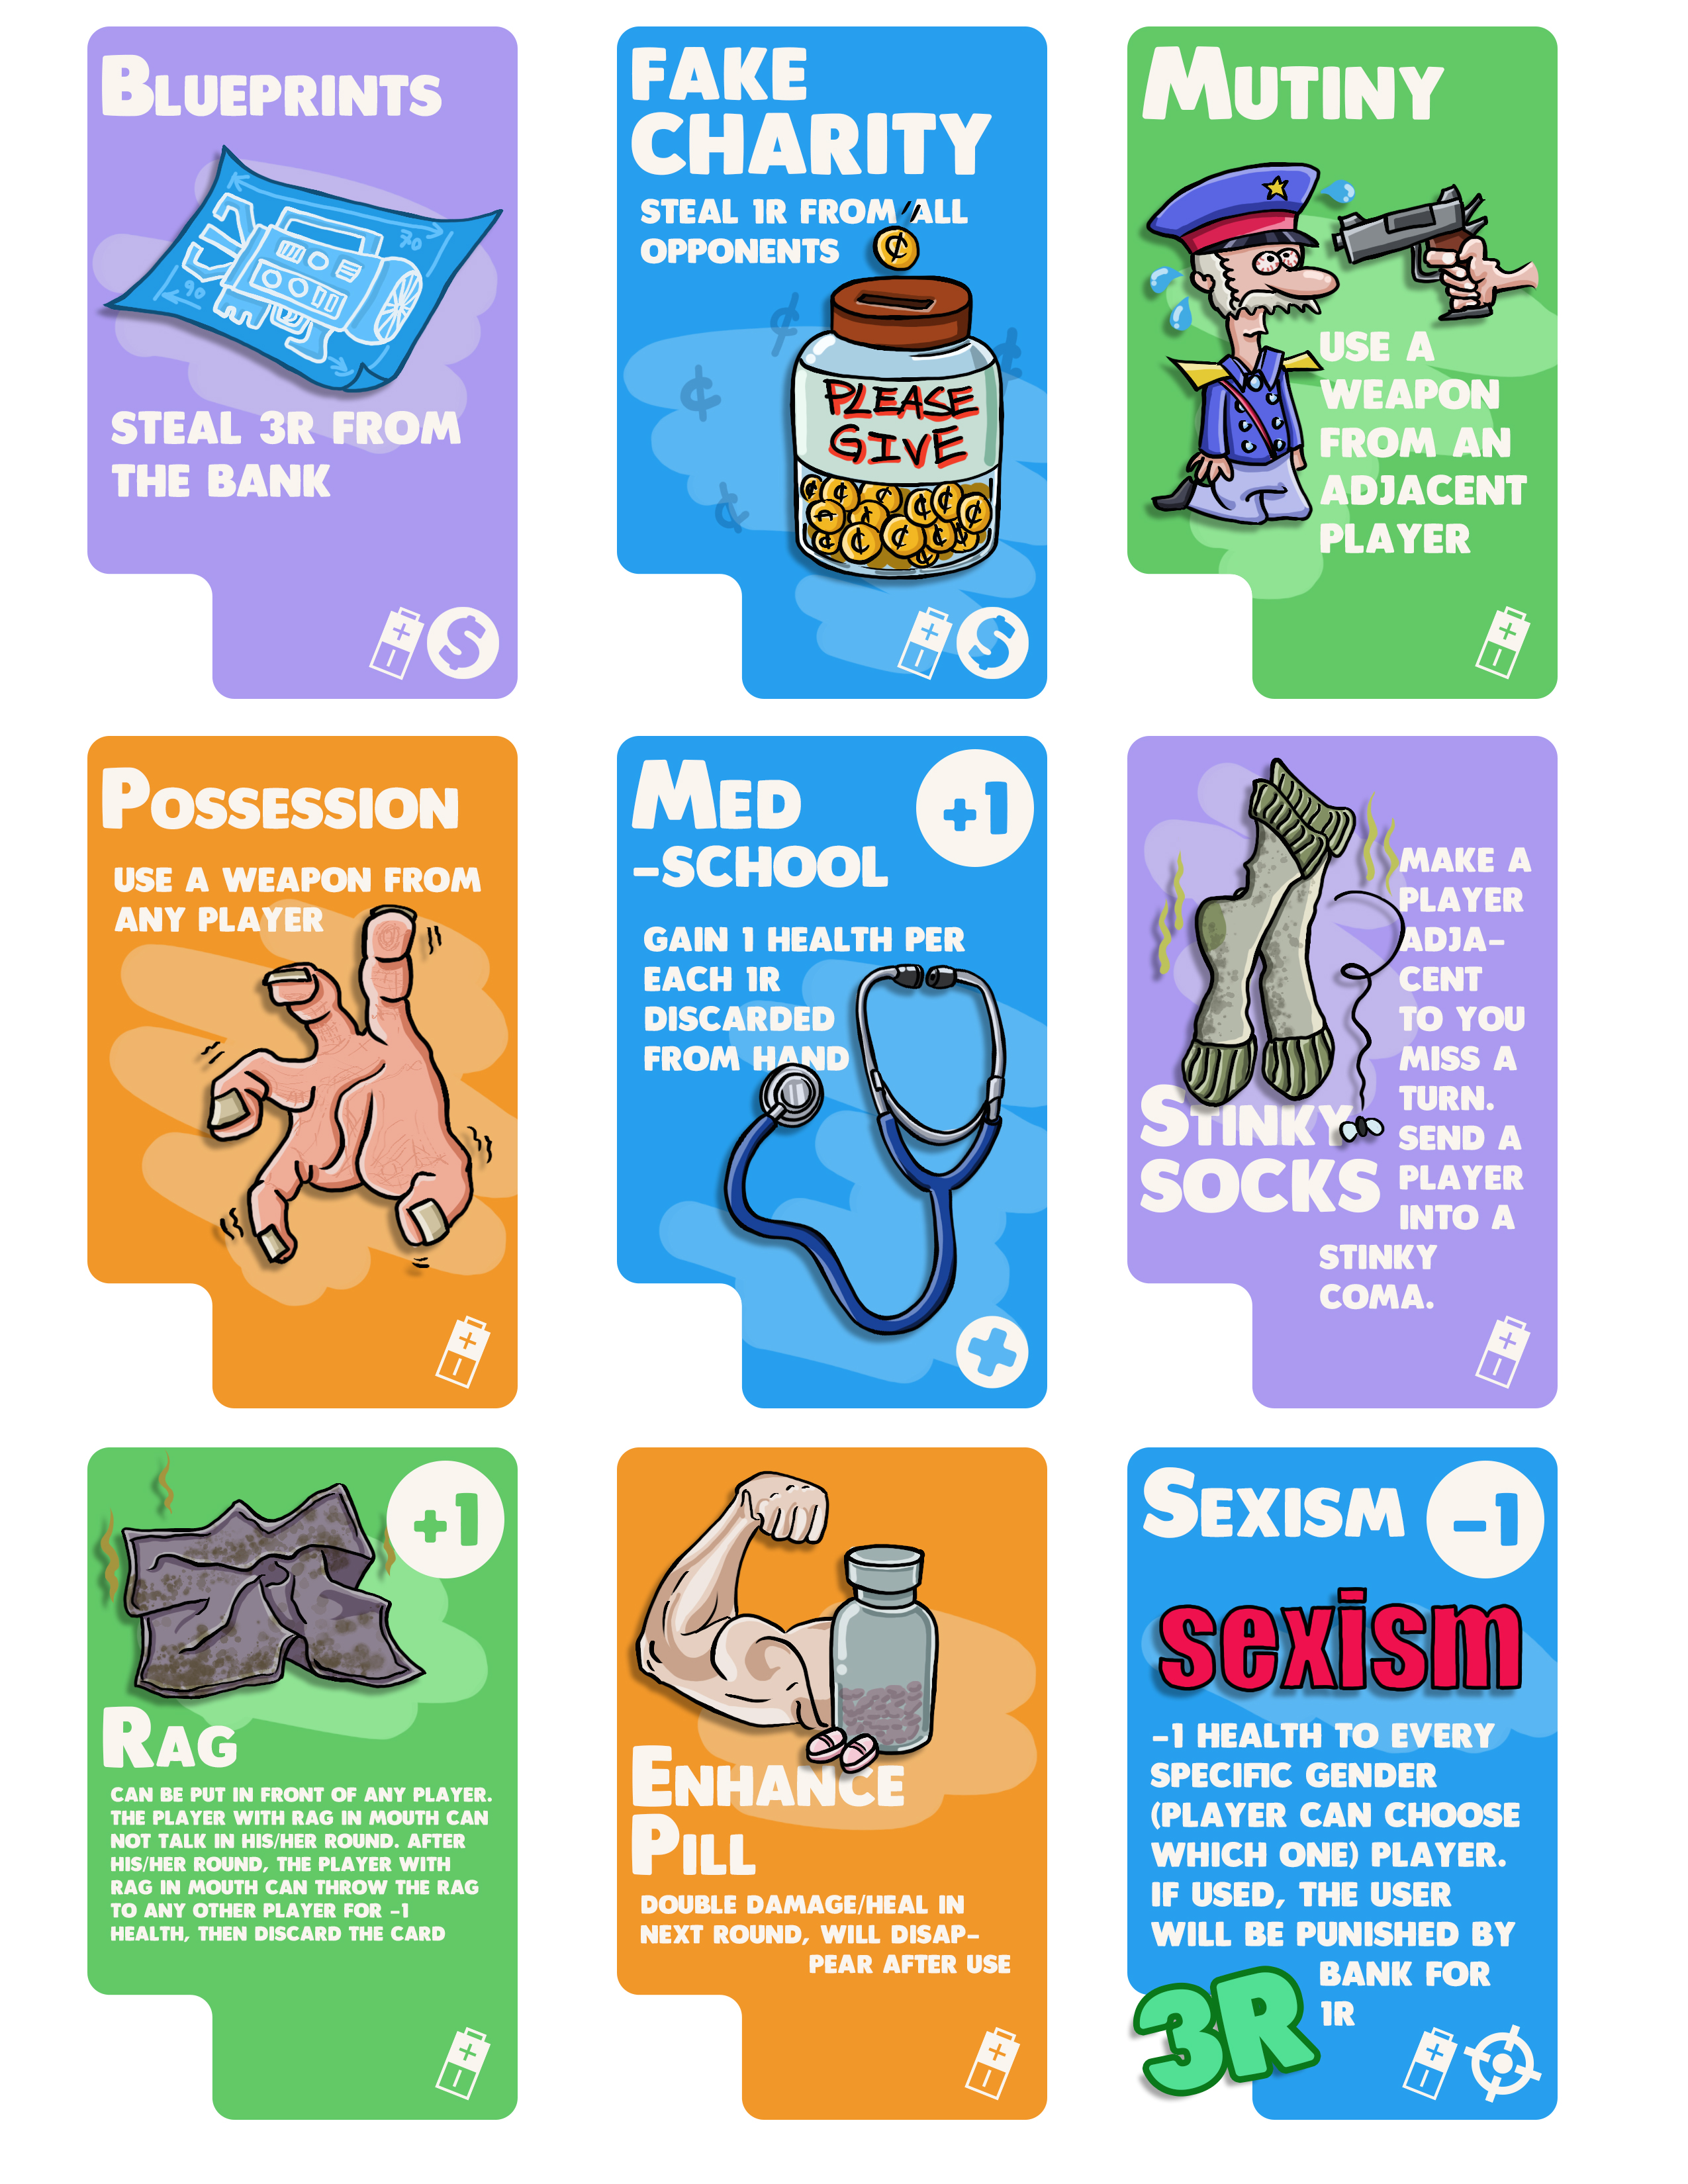 BLUEPRINTS
70
90
STEAL 3R FROM
THE BANK
$
FAKE
CHARITY
STEAL 1R FROM ALL
OPPONENTS
PLEASE
GIVE
$
MUTINY
USE A
WEAPON
FROM AN
ADJACENT
PLAYER
POSSESSION
USE A WEAPON FROM
ANY PLAYER
MED
-SCHOOL
+1
GAIN 1 HEALTH PER
EACH 1R
DISCARDED
FROM HAND
MAKE A
PLAYER
ADJA-
CENT
TO YOU
MISS A
TURN.
SEND A
PLAYER
INTO A
STINKY
COMA.
STINKY
SOCKS
+1
RAG
CAN BE PUT IN FRONT OF ANY PLAYER.
THE PLAYER WITH RAG IN MOUTH CAN
NOT TALK IN HIS/HER ROUND. AFTER
HIS/HER ROUND, THE PLAYER WITH
RAG IN MOUTH CAN THROW THE RAG
TO ANY OTHER PLAYER FOR -1
HEALTH, THEN DISCARD THE CARD
ENHANCE
PILL
DOUBLE DAMAGE/HEAL IN
NEXT ROUND, WILL DISAP-
PEAR AFTER USE
SEXISM
-1
sexism
-1 HEALTH TO EVERY
SPECIFIC GENDER
(PLAYER CAN CHOOSE
WHICH ONE) PLAYER.
IF USED, THE USER
WILL BE PUNISHED BY
BANK FOR
1R
3R